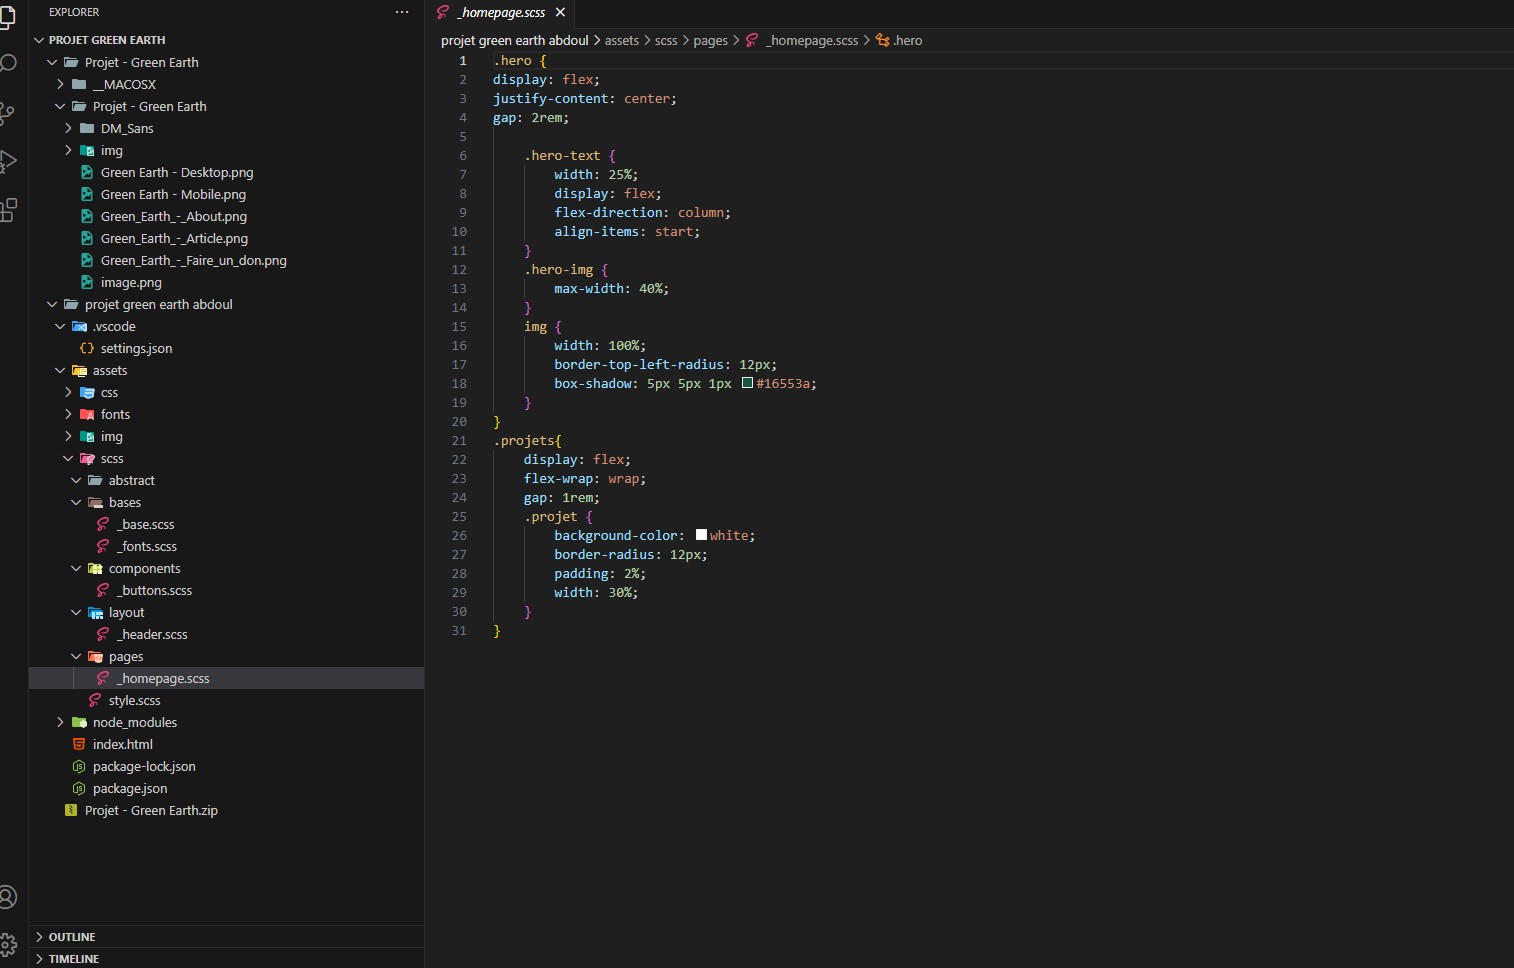 EXPLORER
PROJET GREEN EARTH
Projet - Green Earth
__MACOSX
Projet - Green Earth
DM_Sans
img
Green Earth - Desktop.png
Green Earth - Mobile.png
Green_Earth_-_About.png
Green_Earth_-_Article.png
Green_Earth_-_Faire_un_don.png
image.png
projet green earth abdoul
.vscode
settings.json
assets
css
fonts
img
scss
abstract
bases
_base.scss
_fonts.scss
components
_buttons.scss
layout
_header.scss
pages
_homepage.scss
style.scss
node_modules
index.html
package-lock.json
package.json
Projet - Green Earth.zip
OUTLINE
TIMELINE
_homepage.scss
projet green earth abdoul > assets > scss > pages > _homepage.scss > .hero
1 .hero {
2 display: flex;
3 justify-content: center;
4 gap: 2rem;
5
6 .hero-text {
7 width: 25%;
8 display: flex;
9 flex-direction: column;
10 align-items: start;
11 }
12 .hero-img {
13 max-width: 40%;
14 }
15 img {
16 width: 100%;
17 border-top-left-radius: 12px;
18 box-shadow: 5px 5px 1px #16553a;
19 }
20 }
21 .projets{
22 display: flex;
23 flex-wrap: wrap;
24 gap: 1rem;
25 .projet {
26 background-color: white;
27 border-radius: 12px;
28 padding: 2%;
29 width: 30%;
30 }
31 }